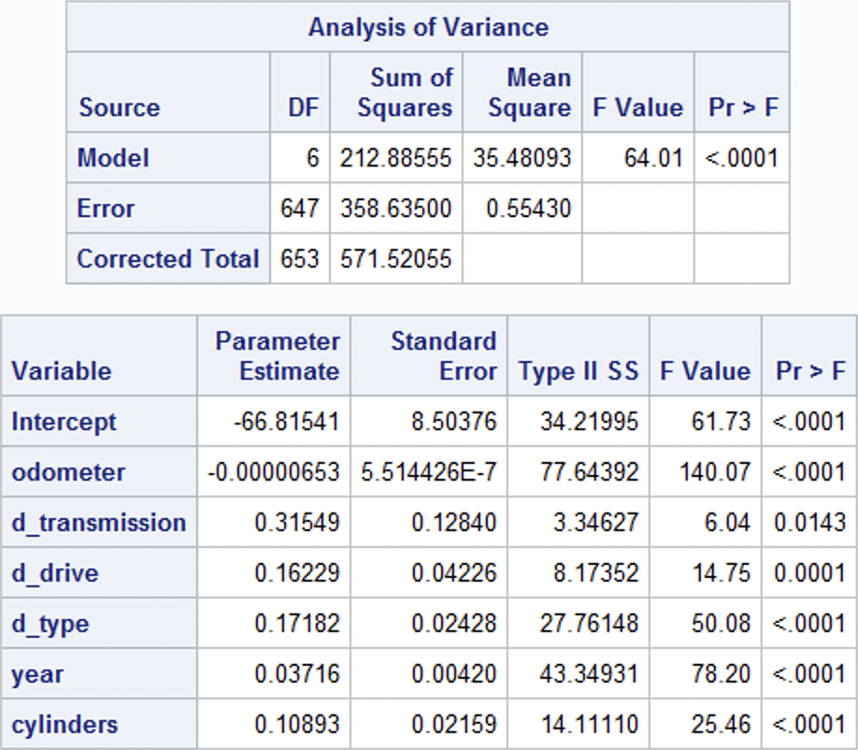 Analysis of Variance
Source DF Sum of Squares Mean Square F Value Pr > F
Model 6 212.88555 35.48093 64.01 <.0001
Error 647 358.63500 0.55430
Corrected Total 653 571.52055
Variable Parameter Estimate Standard Error Type II SS F Value Pr > F
Intercept -66.81541 8.50376 34.21995 61.73 <.0001
odometer -0.00000653 5.514426E-7 77.64392 140.07 <.0001
d_transmission 0.31549 0.12840 3.34627 6.04 0.0143
d_drive 0.16229 0.04226 8.17352 14.75 0.0001
d_type 0.17182 0.02428 27.76148 50.08 <.0001
year 0.03716 0.00420 43.34931 78.20 <.0001
cylinders 0.10893 0.02159 14.11110 25.46 <.0001